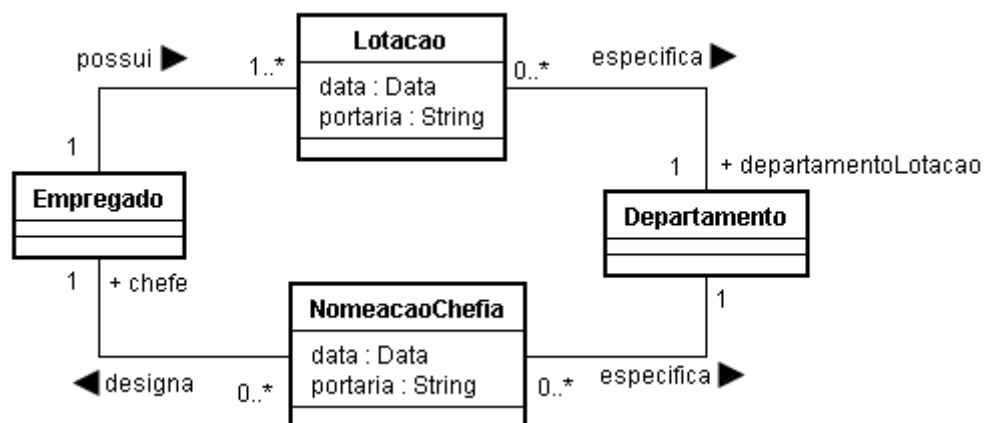 Lotacao
possui
especifica
1..*
0..*
data : Data
portaria : String
1
1
+ departamentoLotacao
Empregado
Departamento
1
+ chefe
1
NomeacaoChefia
data : Data
portaria : String
designa
0..*
0..*
especifica